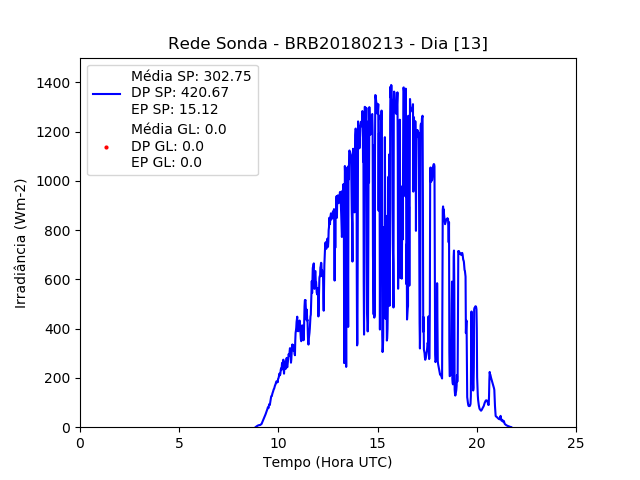 Rede Sonda - BRB20180213 - Dia [13]
Média SP: 302.75
DP SP: 420.67
EP SP: 15.12
Média GL: 0.0
DP GL: 0.0
EP GL: 0.0
Irradiância (Wm-2)
1400
1200
1000
800
600
400
200
0
0 5 10 15 20 25
Tempo (Hora UTC)